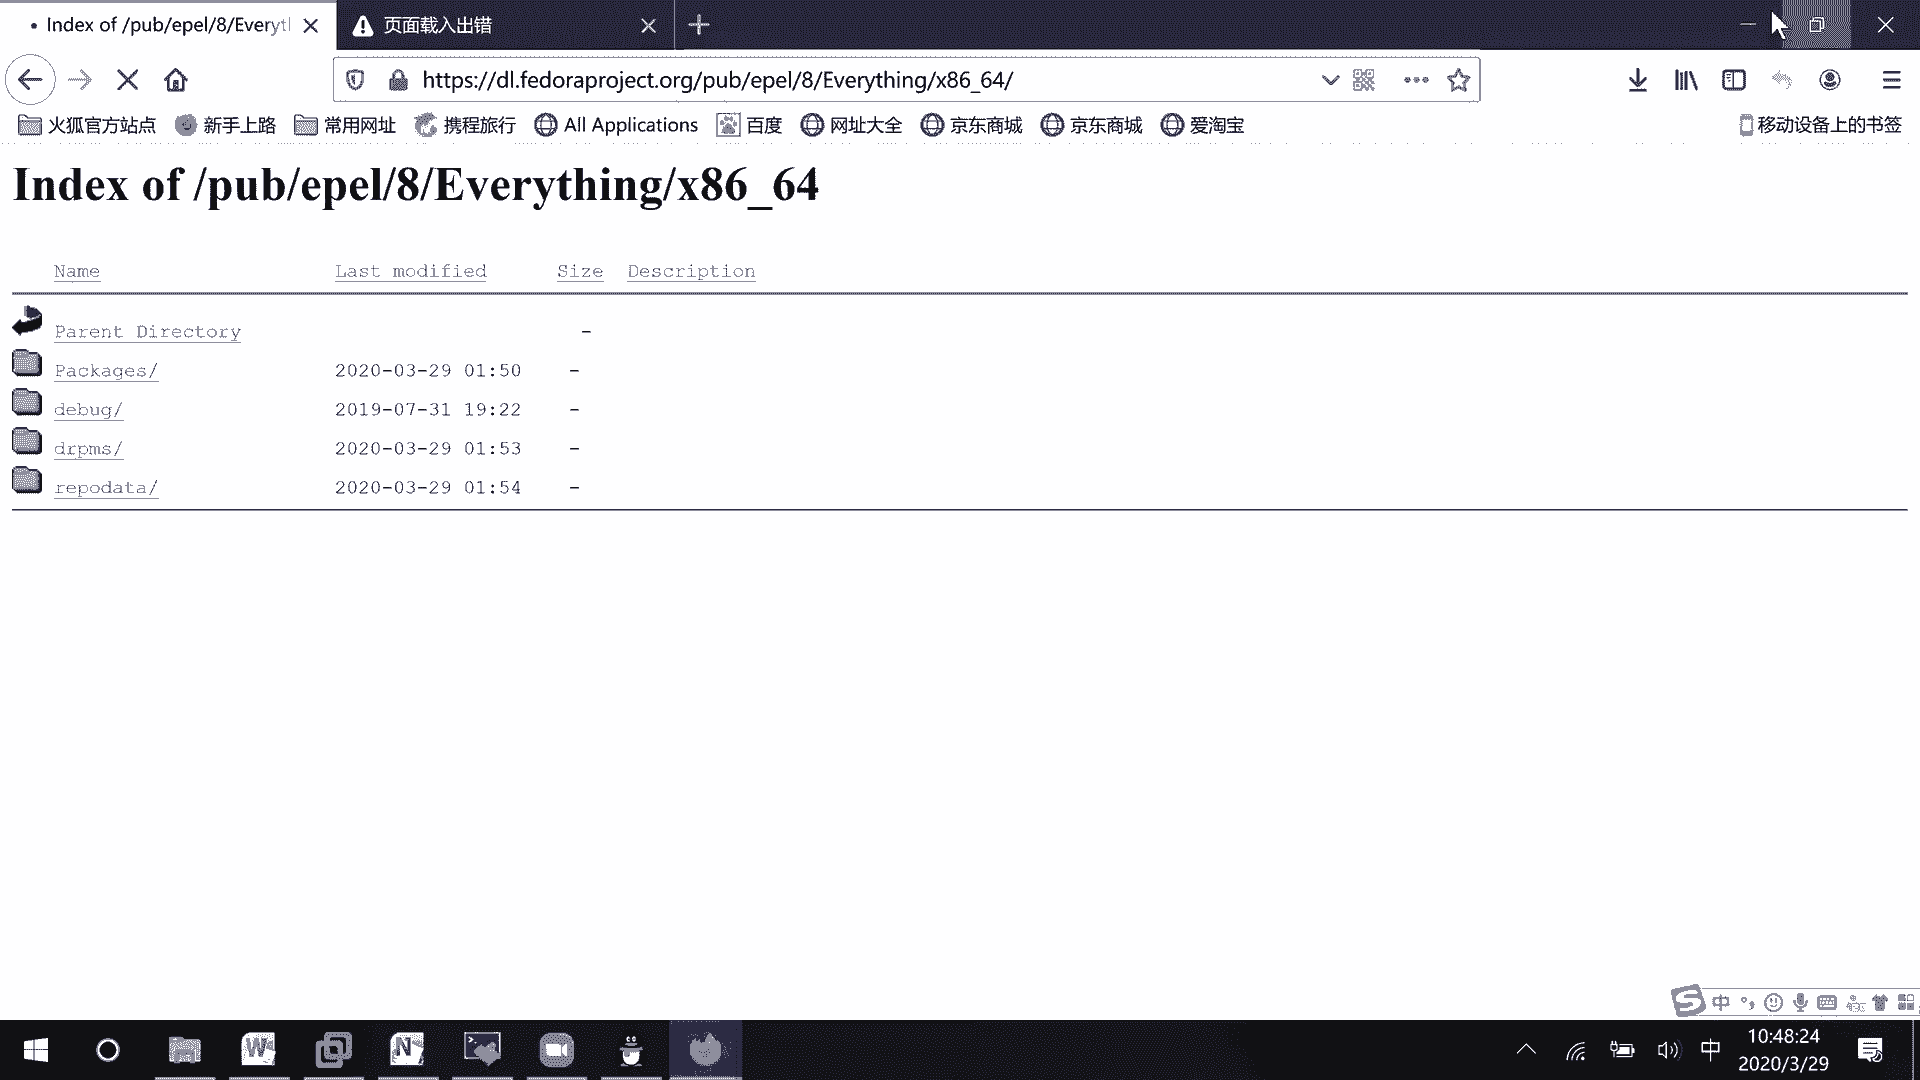 Index of /pub/epel/8/Everyt
页面载入出错
https://dl.fedoraproject.org/pub/epel/8/Everything/x86_64/
火狐官方站点 新手上路 常用网址 携程旅行 All Applications 百度 网址大全 京东商城 京东商城 爱淘宝 移动设备上的书签
Index of /pub/epel/8/Everything/x86_64
Name Last modified Size Description
Parent Directory -
Packages/ 2020-03-29 01:50 -
debug/ 2019-07-31 19:22 -
drpms/ 2020-03-29 01:53 -
repodata/ 2020-03-29 01:54 -
中
中 10:48:24
2020/3/29